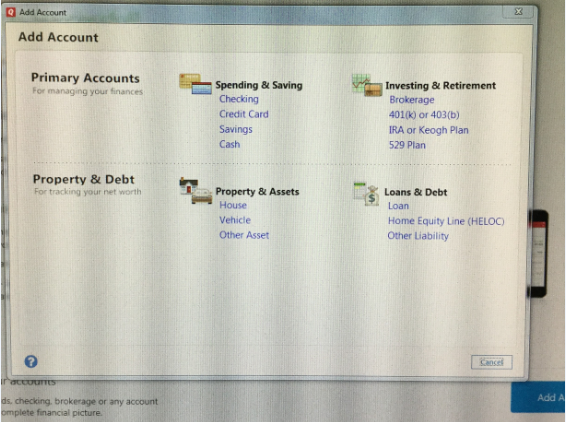 Add Account
Add Account
Primary Accounts
For managing your finances
Spending & Saving
Checking
Credit Card
Savings
Cash
Investing & Retirement
Brokerage
401(k) or 403(b)
IRA or Keogh Plan
529 Plan
Property & Debt
For tracking your net worth
Property & Assets
House
Vehicle
Other Asset
Loans & Debt
Loan
Home Equity Line (HELOC)
Other Liability
?
Cancel
accounts
ds, checking, brokerage or any account
omplete financial picture.
Add A